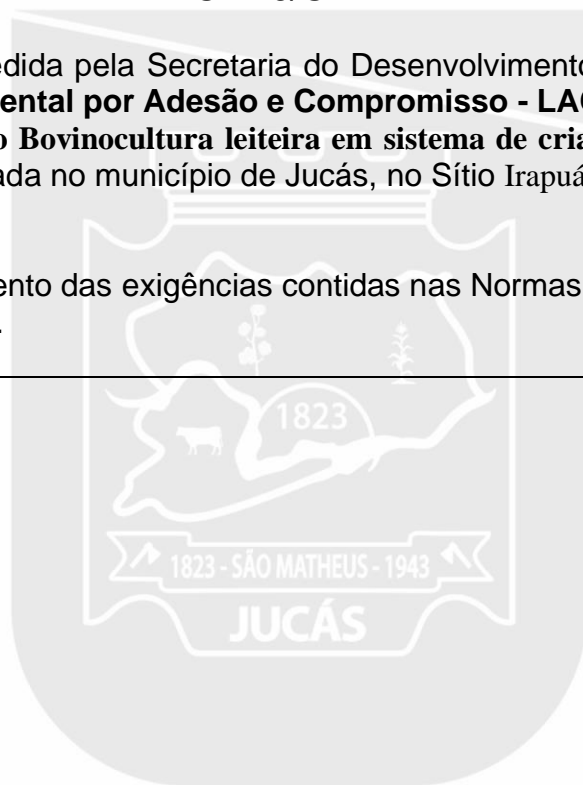 edida pela Secretaria do Desenvolvimento
ental por Adesão e Compromisso - LAC
o Bovinocultura leiteira em sistema de cria
ada no município de Jucás, no Sítio Irapuá
ento das exigências contidas nas Normas
.
1823
1823 - SÃO MATHEUS - 1943
JUCÁS